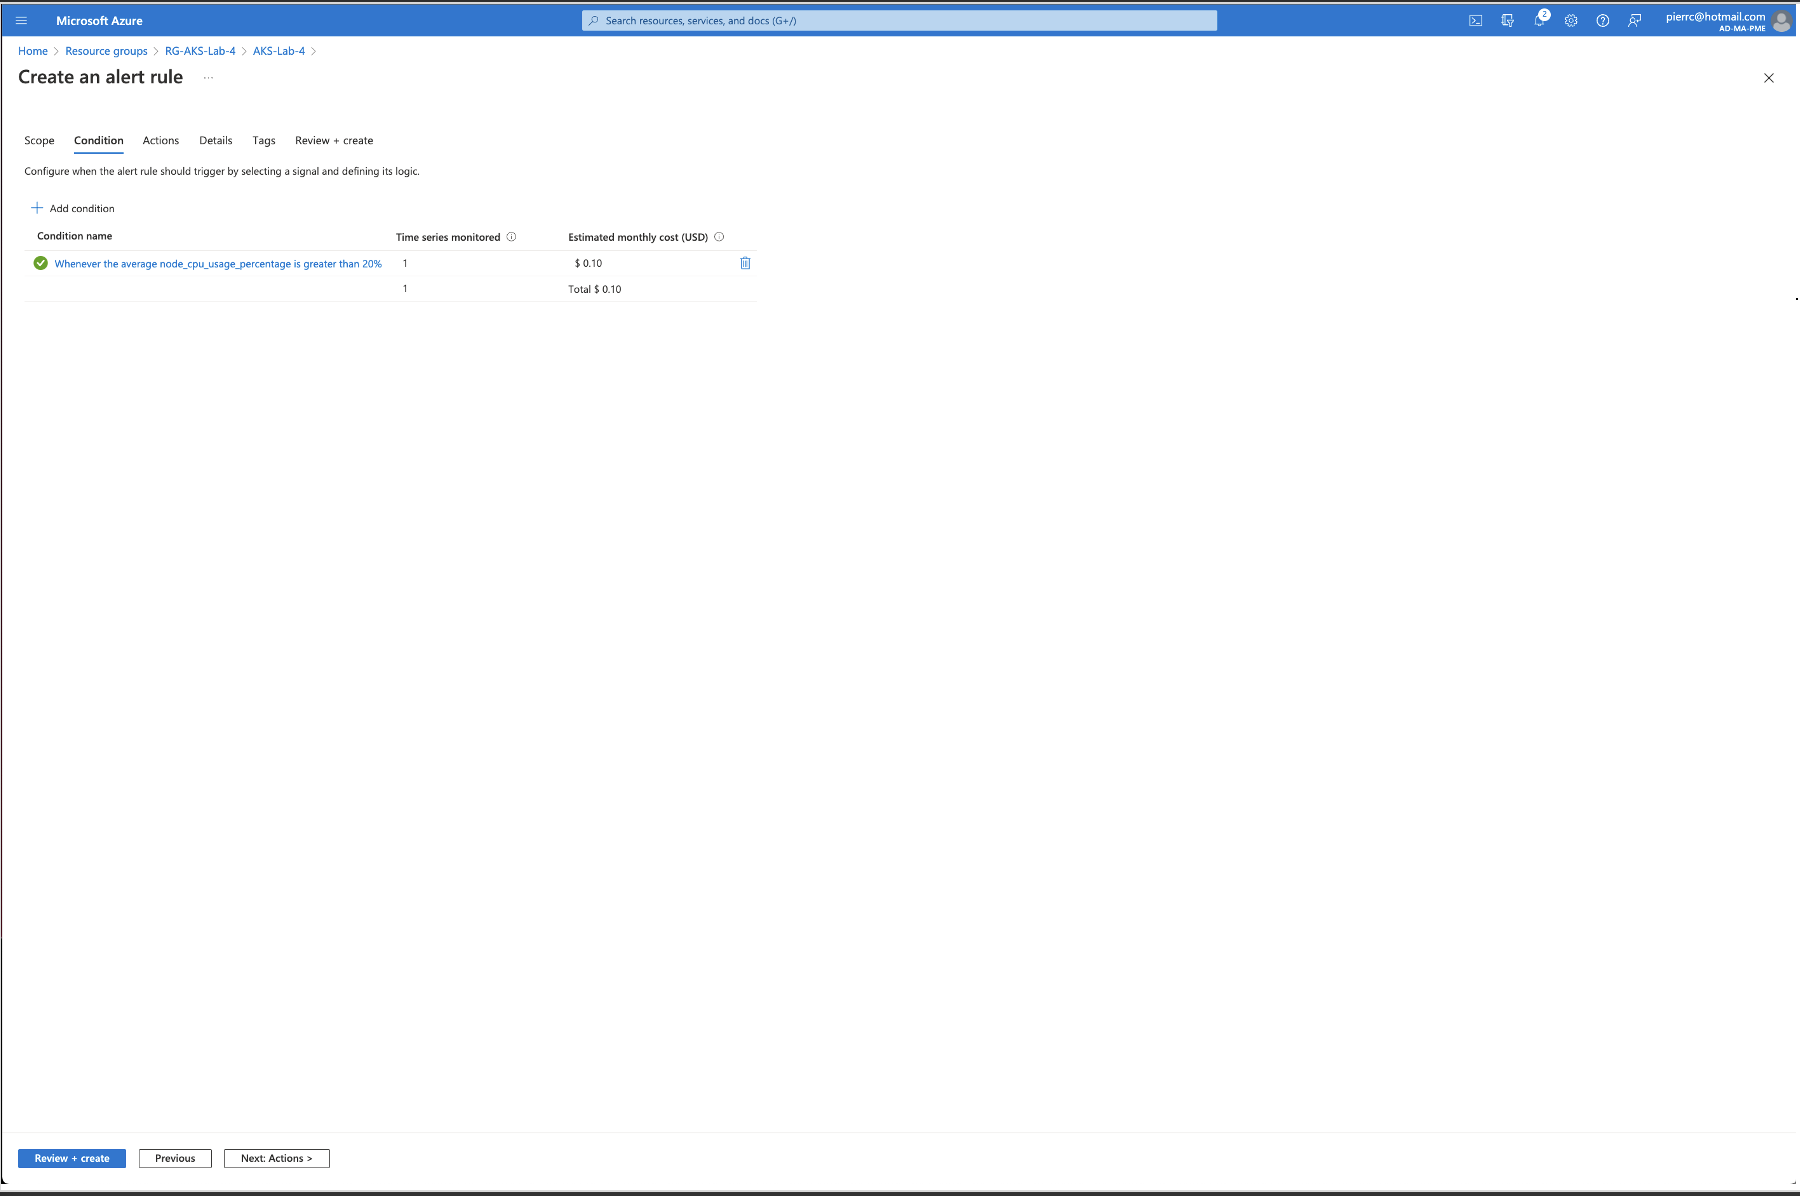 Microsoft Azure
Search resources, services, and docs (G+/)
2
pierrc@hotmail.com
AD-MA-PME
Home > Resource groups > RG-AKS-Lab-4 > AKS-Lab-4 >
Create an alert rule ...
Scope Condition Actions Details Tags Review + create
Configure when the alert rule should trigger by selecting a signal and defining its logic.
+ Add condition
Condition name Time series monitored Estimated monthly cost (USD)
Whenever the average node_cpu_usage_percentage is greater than 20% 1 $ 0.10
1 Total $ 0.10
Review + create Previous Next: Actions >